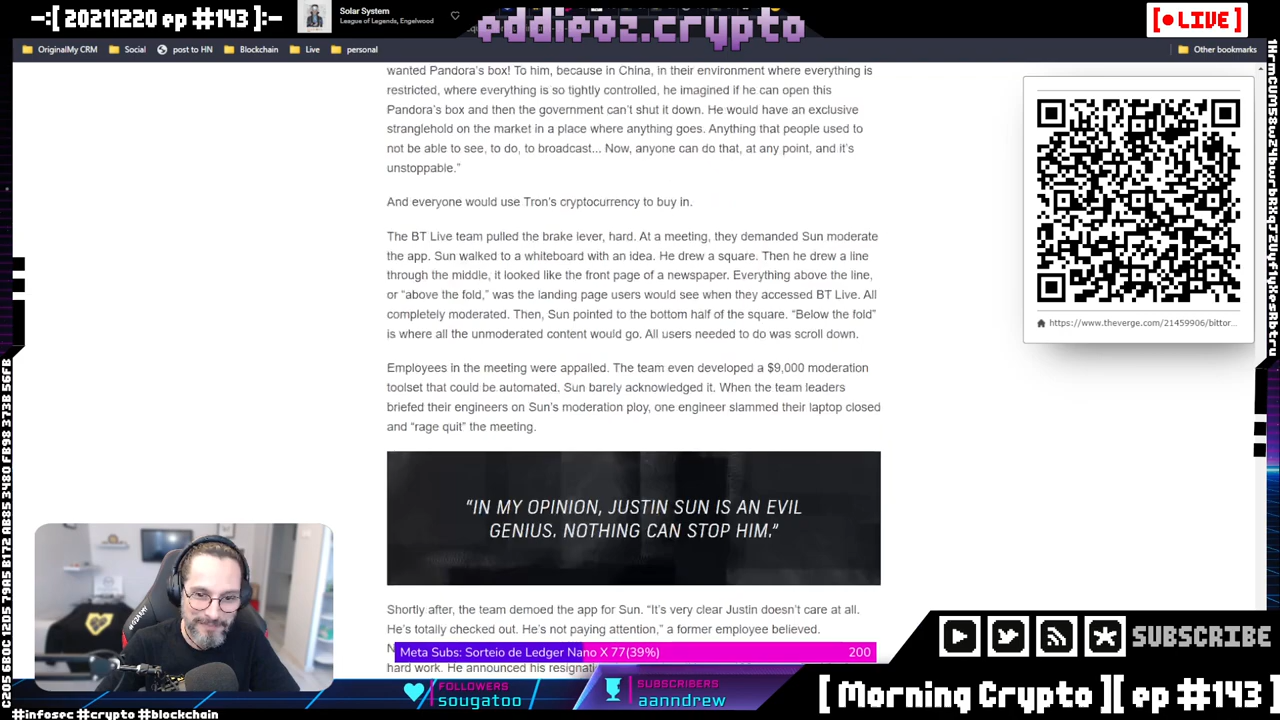 -:[ 20211220 ep #143 ]:-
Solar System
League of Legends, Engelwood
eddieoz.crypto
[ LIVE ]
OriginalMy CRM
Social
post to HN
Blockchain
Live
personal
Other bookmarks
wanted Pandora's box! To him, because in China, in their environment where everything is
restricted, where everything is so tightly controlled, he imagined if he can open this
Pandora's box and then the government can't shut it down. He would have an exclusive
stranglehold on the market in a place where anything goes. Anything that people used to
not be able to see, to do, to broadcast... Now, anyone can do that, at any point, and it's
unstoppable.”
And everyone would use Tron's cryptocurrency to buy in.
The BT Live team pulled the brake lever, hard. At a meeting, they demanded Sun moderate
the app. Sun walked to a whiteboard with an idea. He drew a square. Then he drew a line
through the middle, it looked like the front page of a newspaper. Everything above the line,
or “above the fold,” was the landing page users would see when they accessed BT Live. All
completely moderated. Then, Sun pointed to the bottom half of the square. “Below the fold”
is where all the unmoderated content would go. All users needed to do was scroll down.
Employees in the meeting were appalled. The team even developed a $9,000 moderation
toolset that could be automated. Sun barely acknowledged it. When the team leaders
briefed their engineers on Sun's moderation ploy, one engineer slammed their laptop closed
and “rage quit” the meeting.
“IN MY OPINION, JUSTIN SUN IS AN EVIL
GENIUS. NOTHING CAN STOP HIM.”
Shortly after, the team demoed the app for Sun. “It's very clear Justin doesn't care at all.
He's totally checked out. He's not paying attention,” a former employee believed.
hard work. He announced his
https://www.theverge.com/21459906/bittor...
Meta Subs: Sorteio de Ledger Nano X 77(39%)
200
FOLLOWERS
sougatoo
SUBSCRIBERS
aanndrew
SUBSCRIBE
[ Morning Crypto ][ ep #143 ]
#infosec #crypto #blockchain